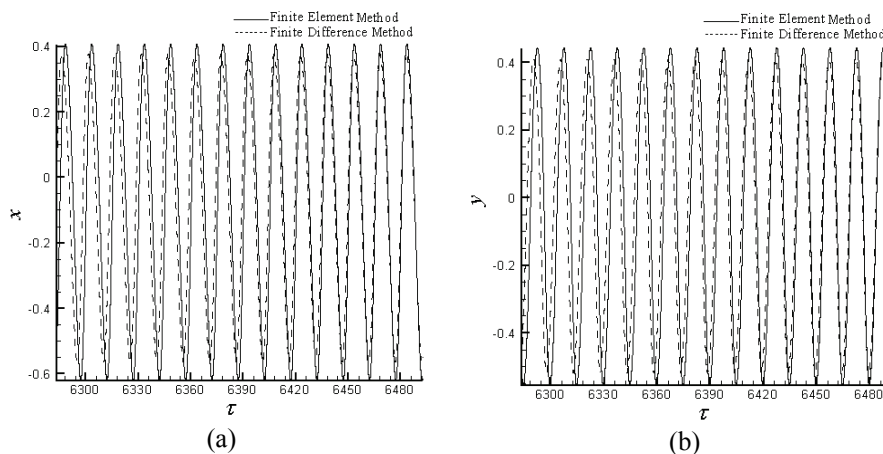 Finite Element Method
Finite Difference Method
0.4
0.2
0
-0.2
-0.4
-0.6
x
6300 6330 6360 6390 6420 6450 6480
τ
(a)
Finite Element Method
Finite Difference Method
0.4
0.2
0
-0.2
-0.4
y
6300 6330 6360 6390 6420 6450 6480
τ
(b)